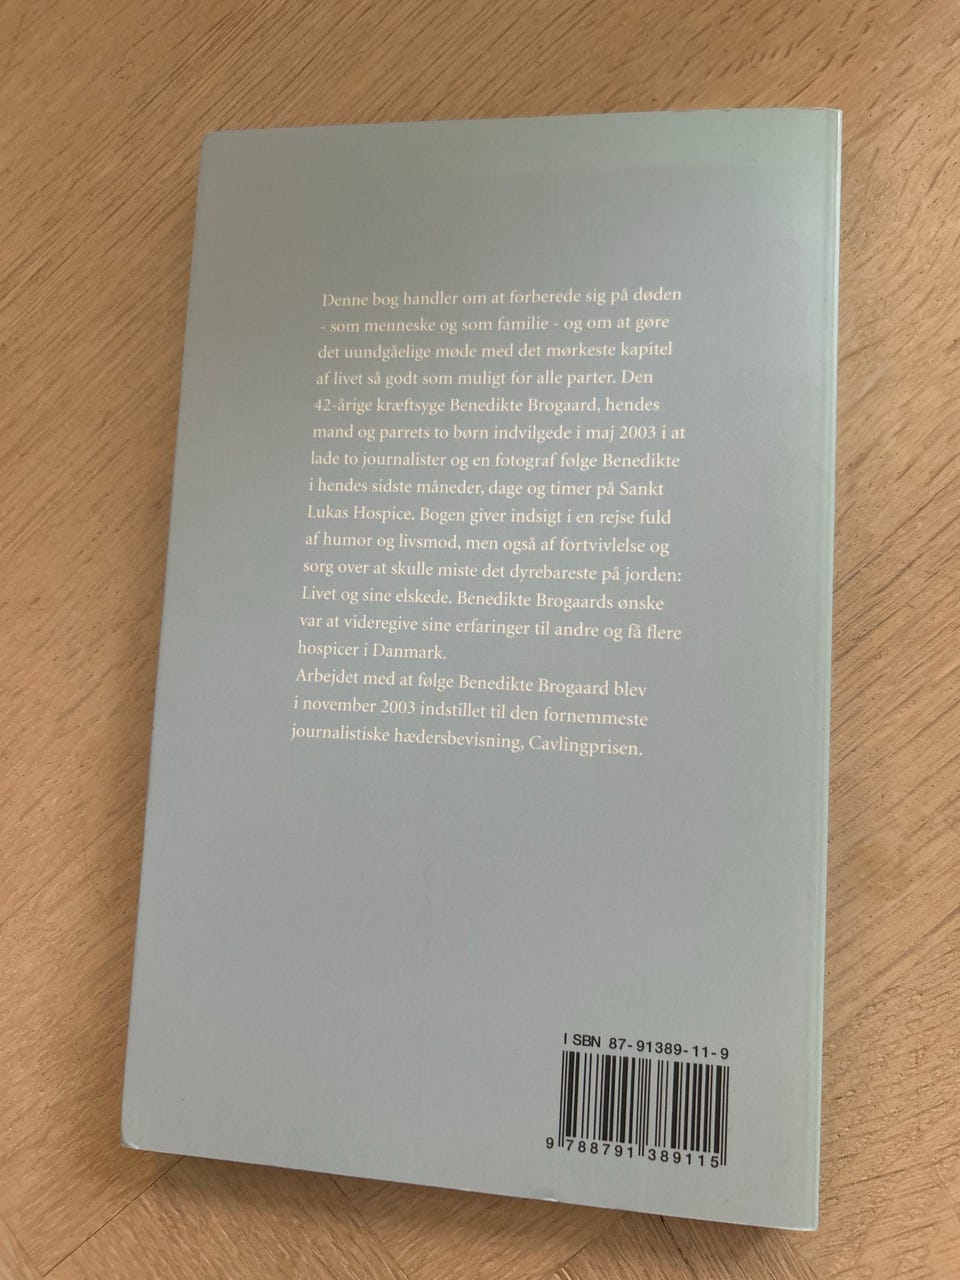 Denne bog handler om at forberede sig på døden
- som menneske og som familie - og om at gøre
det uundgåelige møde med det mørkeste kapitel
af livet så godt som muligt for alle parter. Den
42-årige kræftsyge Benedikte Brogaard, hendes
mand og parrets to børn indvilgede i maj 2003 i at
lade to journalister og en fotograf følge Benedikte
i hendes sidste måneder, dage og timer på Sankt
Lukas Hospice. Bogen giver indsigt i en rejse fuld
af humor og livsmod, men også af fortvivlelse og
sorg over at skulle miste det dyrebareste på jorden:
Livet og sine elskede. Benedikte Brogaards ønske
var at videregive sine erfaringer til andre og få flere
hospicer i Danmark.
Arbejdet med at følge Benedikte Brogaard blev
i november 2003 indstillet til den fornemmeste
journalistiske hædersbevisning, Cavlingprisen.
ISBN 87-91389-11-9
9 788791 389115